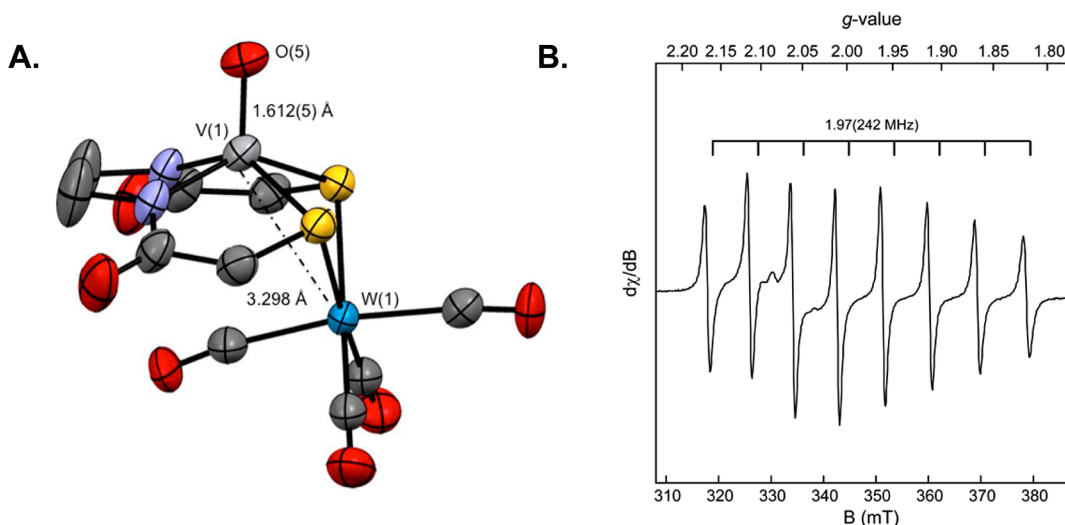 A.
O(5)
1.612(5) Å
V(1)
3.298 Å
W(1)
B.
g-value
2.20 2.15 2.10 2.05 2.00 1.95 1.90 1.85 1.80
1.97(242 MHz)
dχ/dB
310 320 330 340 350 360 370 380
B (mT)